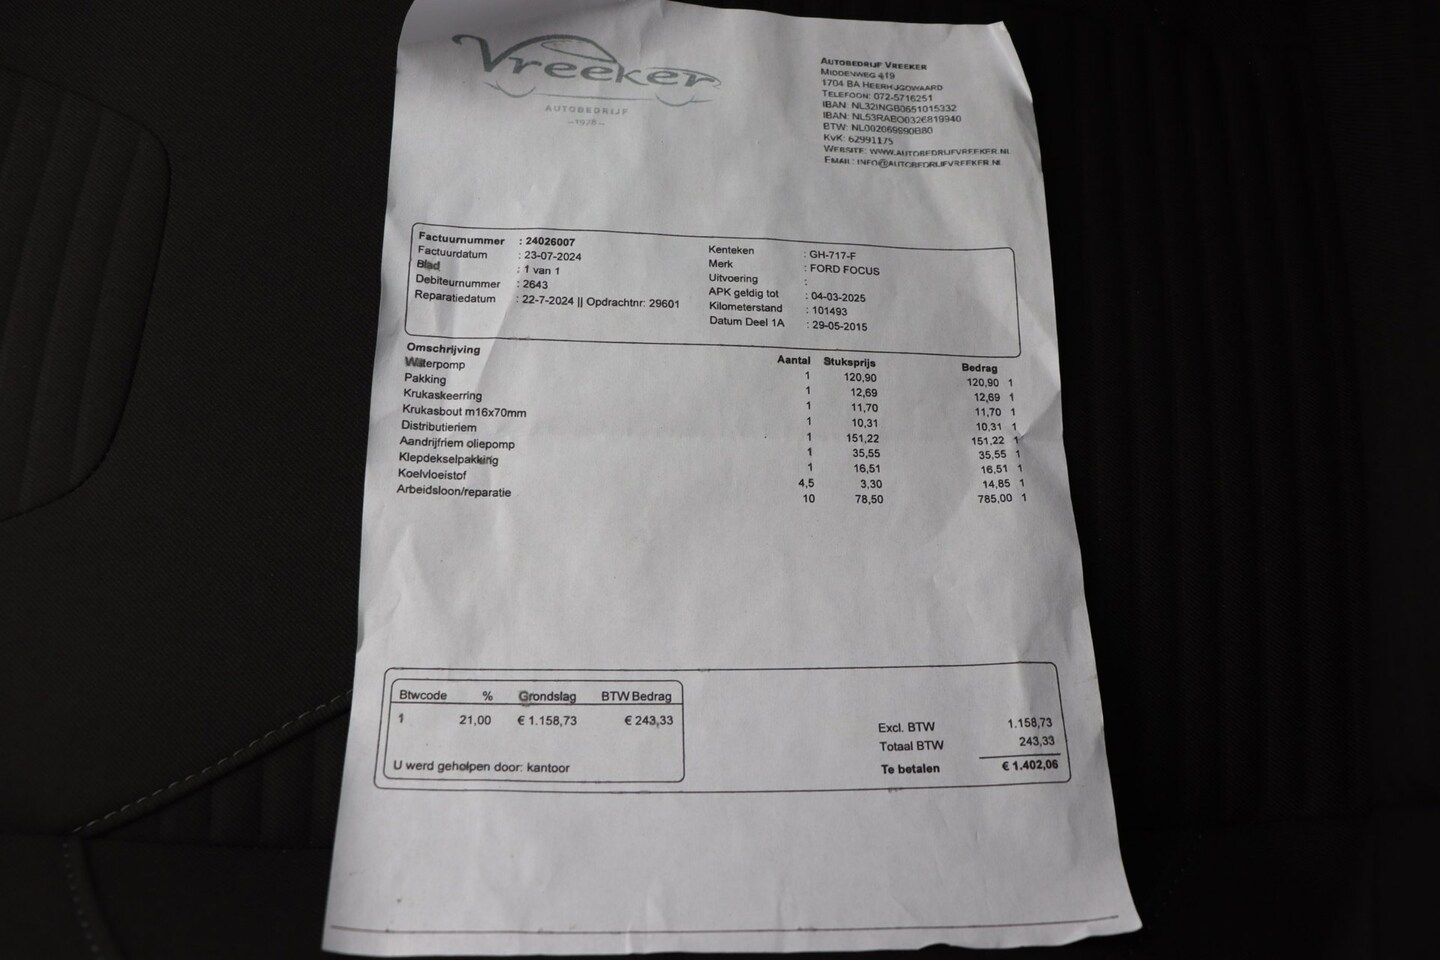 Vreeker
AUTOBEDRIJF
-1978-
AUTOBEDRIJF VREEKER
MIDDENWEG 419
1704 BA HEERHUGOWAARD
TELEFOON: 072-5716251
IBAN: NL32INGB0651015332
IBAN: NL53RABO0326819940
BTW: NL002069990B80
KVK: 62991175
WEBSITE: WWW.AUTOBEDRIJFVREEKER.NL
EMAIL: INFO@AUTOBEDRIJFVREEKER.NL
Factuurnummer : 24026007
Factuurdatum : 23-07-2024
Blad : 1 van 1
Debiteurnummer : 2643
Reparatiedatum : 22-7-2024 || Opdrachtnr: 29601
Kenteken : GH-717-F
Merk : FORD FOCUS
Uitvoering :
APK geldig tot : 04-03-2025
Kilometerstand : 101493
Datum Deel 1A : 29-05-2015
Omschrijving Aantal Stuksprijs Bedrag
Waterpomp 1 120,90 120,90 1
Pakking 1 12,69 12,69 1
Krukaskeerring 1 11,70 11,70 1
Krukasbout m16x70mm 1 10,31 10,31 1
Distributieriem 1 151,22 151,22 1
Aandrijfriem oliepomp 1 35,55 35,55 1
Klepdekselpakking 1 16,51 16,51 1
Koelvloeistof 4,5 3,30 14,85 1
Arbeidsloon/reparatie 10 78,50 785,00 1
Btwcode % Grondslag BTW Bedrag
1 21,00 € 1.158,73 € 243,33
U werd geholpen door: kantoor
Excl. BTW 1.158,73
Totaal BTW 243,33
Te betalen € 1.402,06